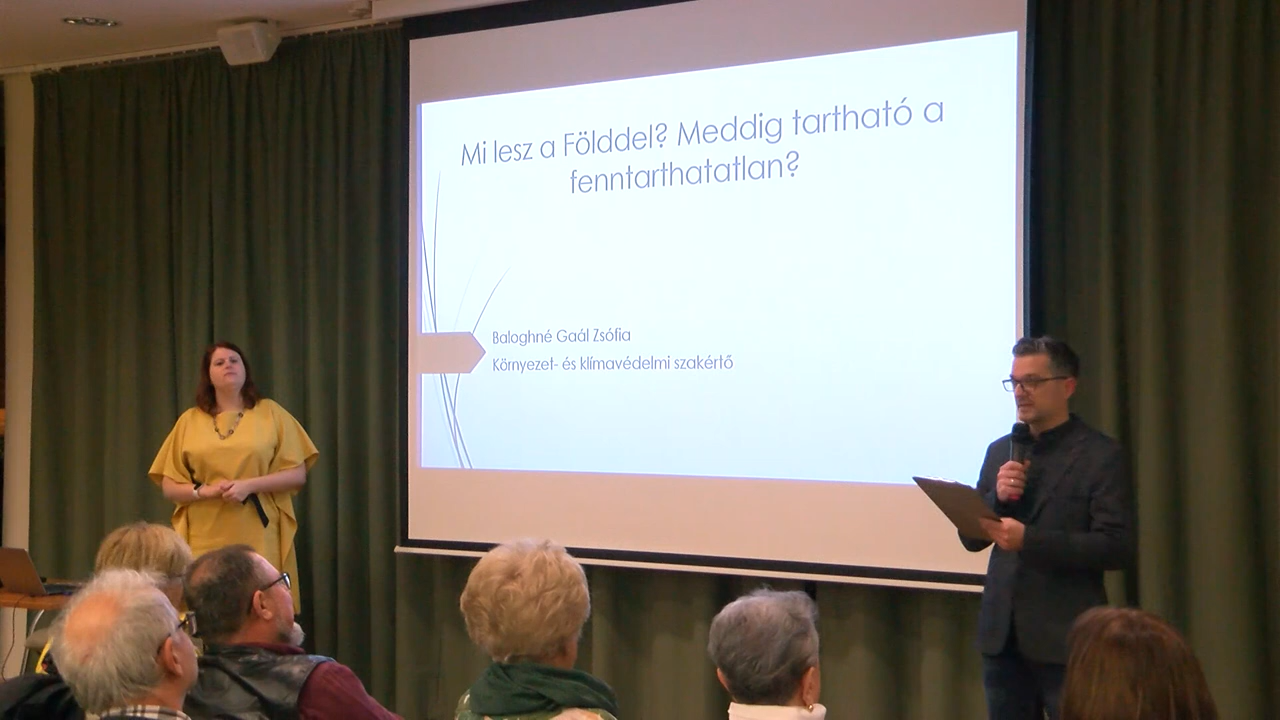 Mi lesz a Földdel? Meddig tartható a
fenntarthatatlan?
Baloghné Gaál Zsófia
Környezet- és klímavédelmi szakértő